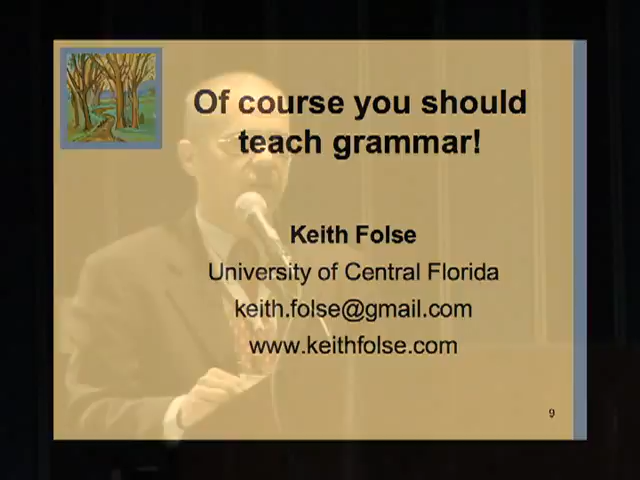 Of course you should
teach grammar!
Keith Folse
University of Central Florida
keith.folse@gmail.com
www.keithfolse.com
9